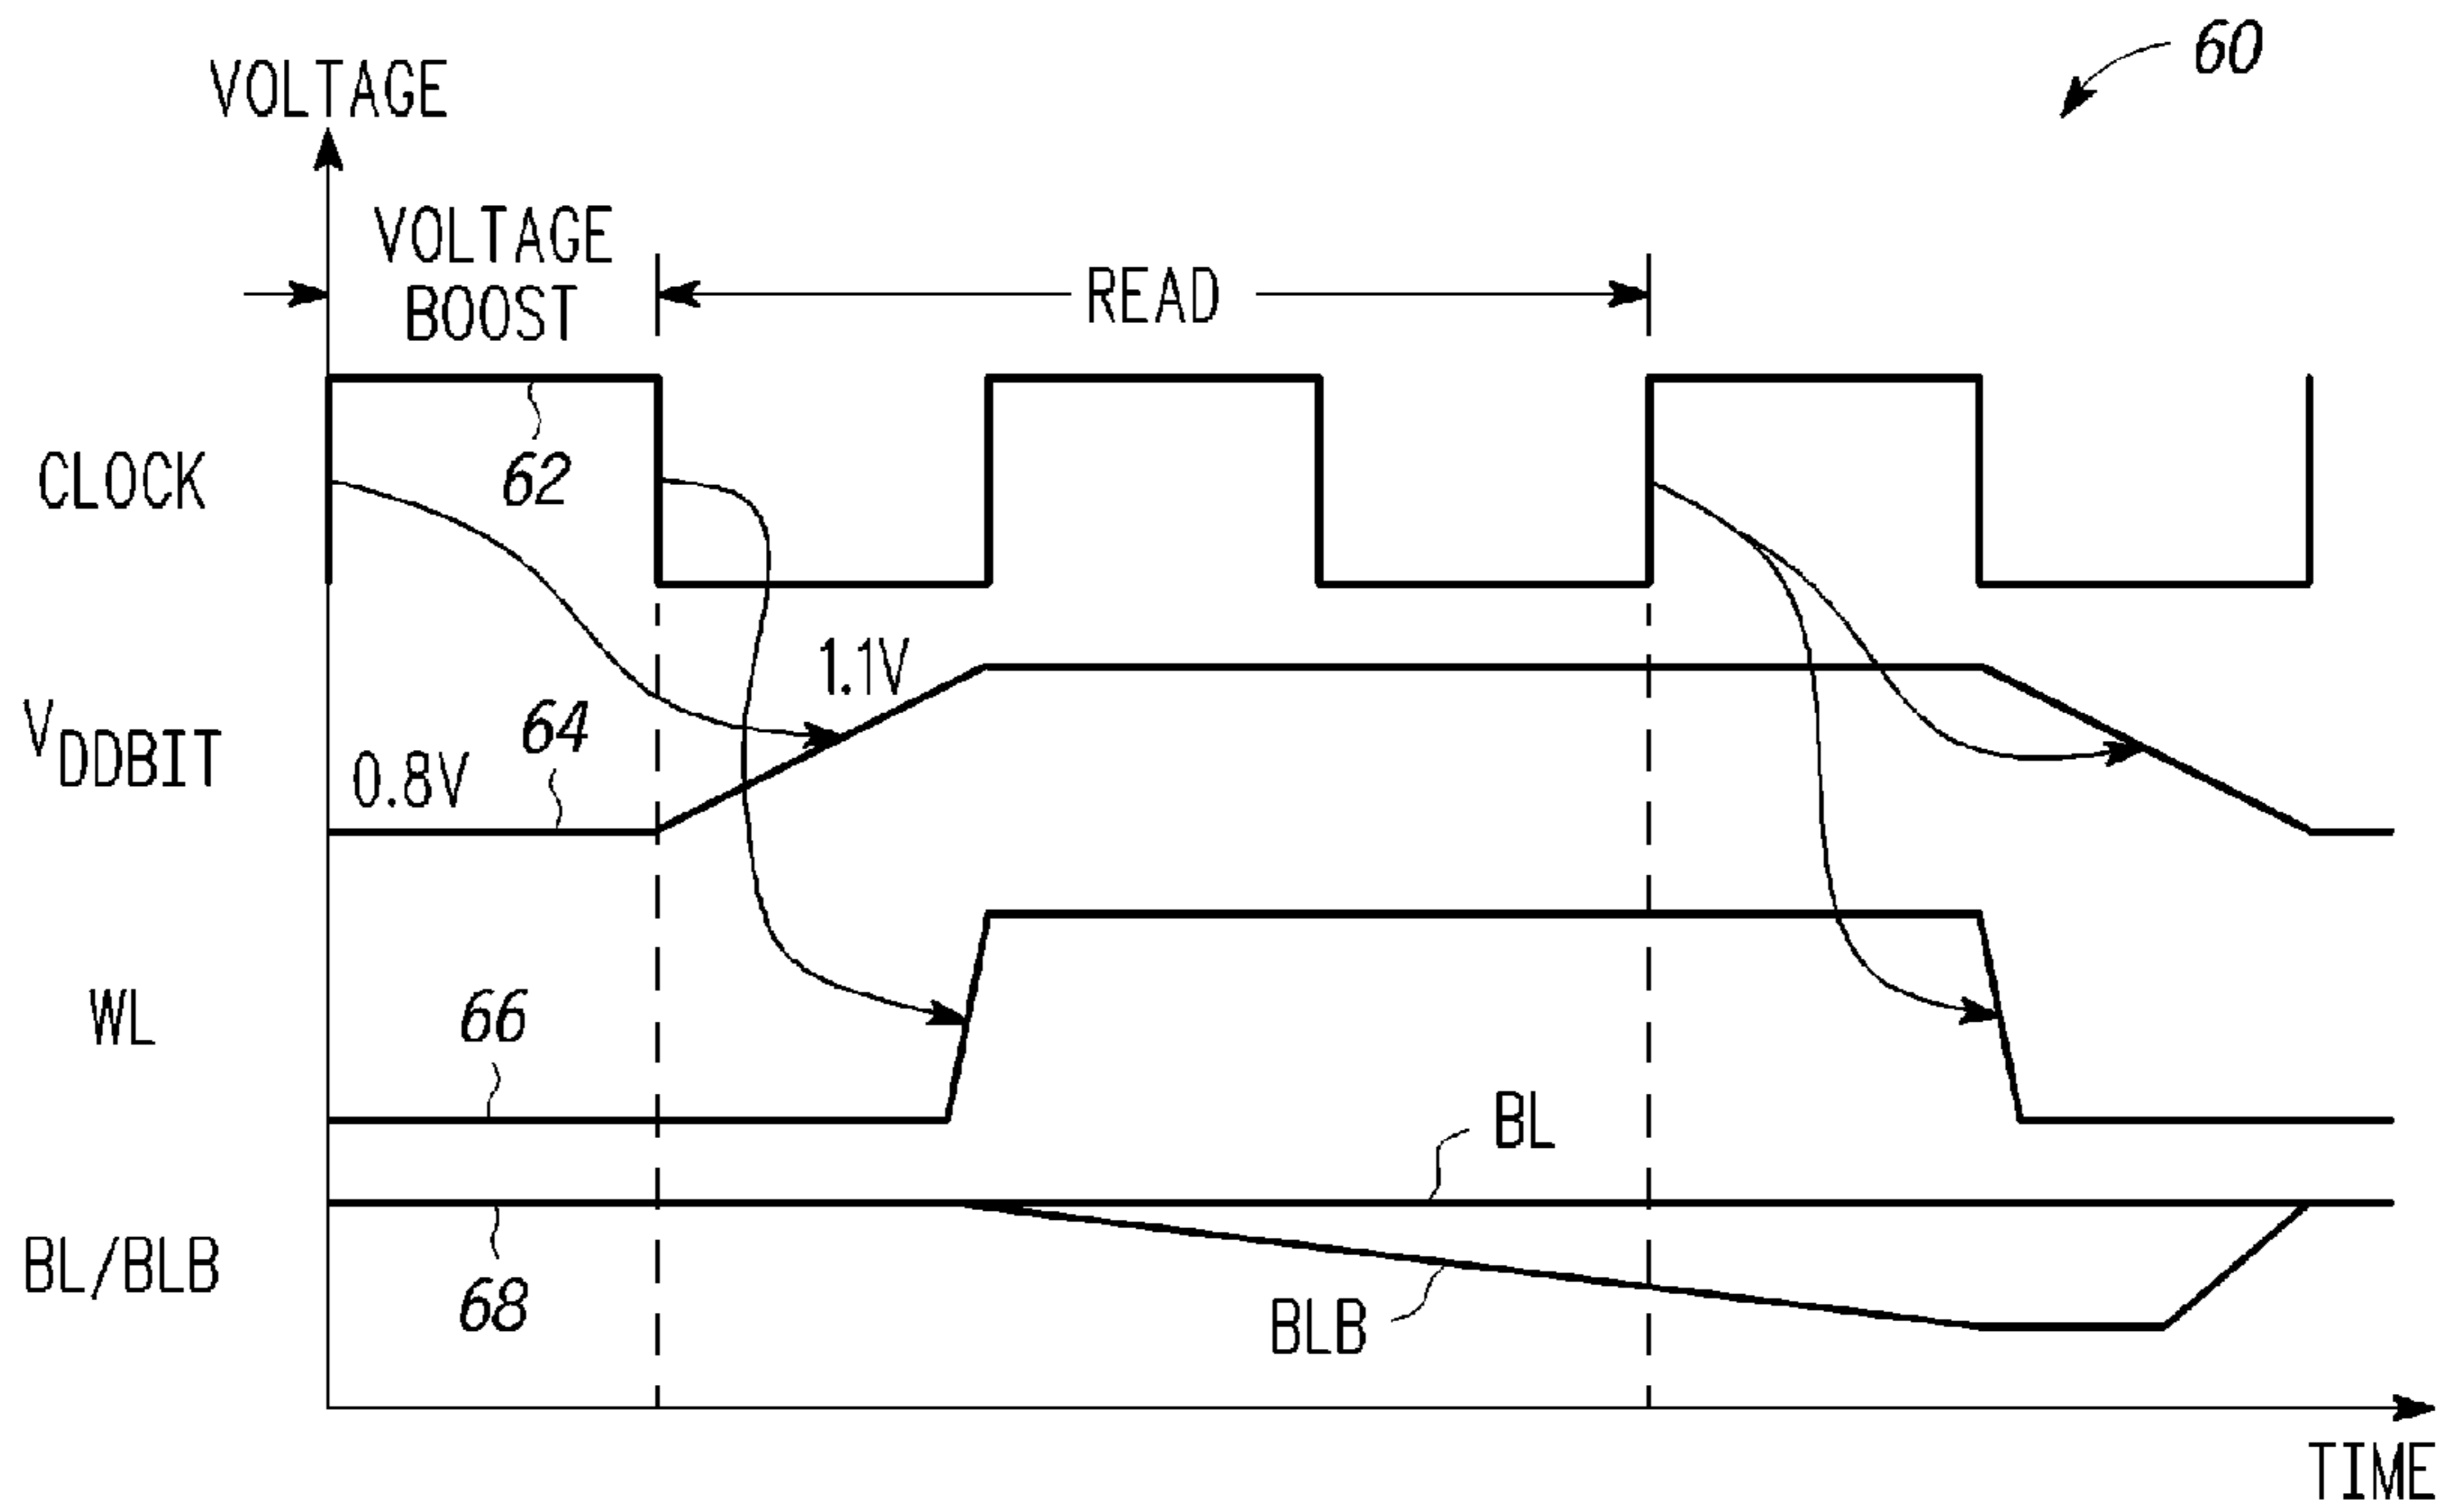 60
VOLTAGE
VOLTAGE
BOOST
READ
CLOCK
62
1.1V
VDDBIT
64
0.8V
WL
66
BL
BL/BLB
68
BLB
TIME